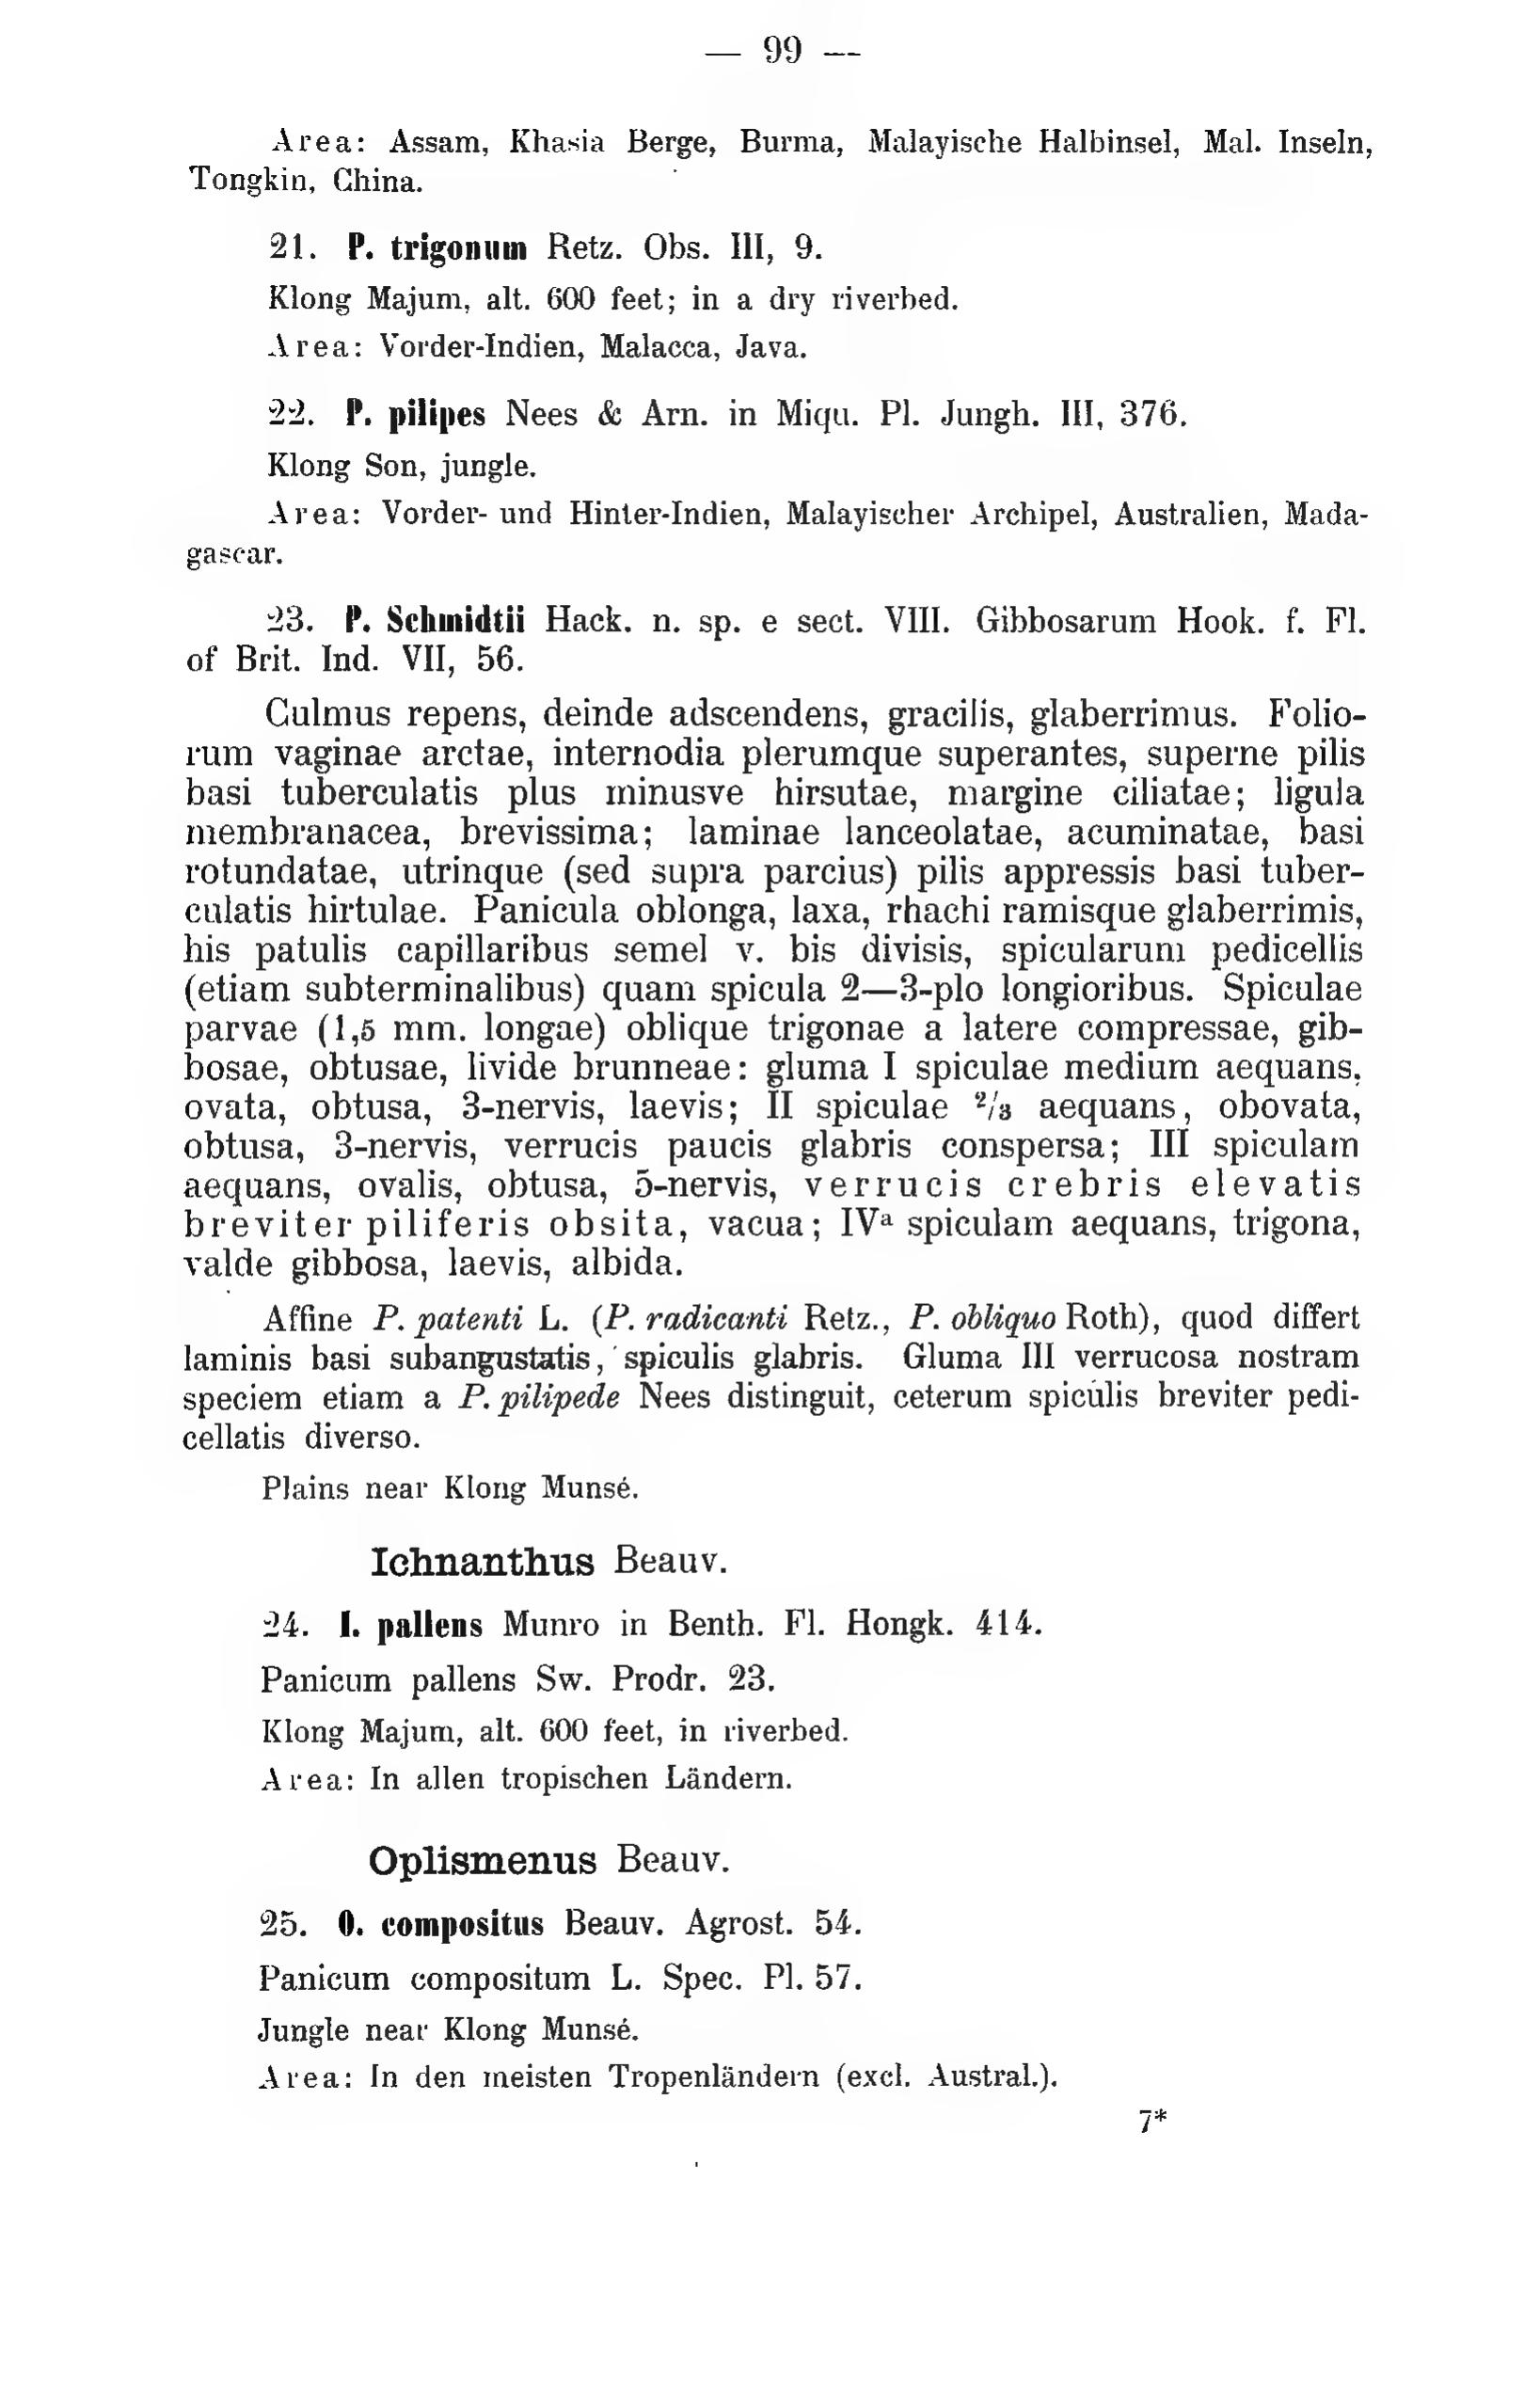 — 99 —
Area: Assam, Khasia Berge, Burma, Malayische Halbinsel, Mal. Inseln,
Tongkin, China.
21. P. trigonum Retz. Obs. III, 9.
Klong Majum, alt. 600 feet; in a dry riverbed.
Area: Vorder-Indien, Malacca, Java.
22. P. pilipes Nees & Arn. in Miqu. Pl. Jungh. III, 376.
Klong Son, jungle.
Area: Vorder- und Hinter-Indien, Malayischer Archipel, Australien, Mada-
gascar.
23. P. Schmidtii Hack. n. sp. e sect. VIII. Gibbosarum Hook. f. Fl.
of Brit. Ind. VII, 56.
Culmus repens, deinde adscendens, gracilis, glaberrimus. Folio-
rum vaginae arctae, internodia plerumque superantes, superne pilis
basi tuberculatis plus minusve hirsutae, margine ciliatae; ligula
membranacea, brevissima; laminae lanceolatae, acuminatae, basi
rotundatae, utrinque (sed supra parcius) pilis appressis basi tuber-
culatis hirtulae. Panicula oblonga, laxa, rhachi ramisque glaberrimis,
his patulis capillaribus semel v. bis divisis, spicularum pedicellis
(etiam subterminalibus) quam spicula 2—3-plo longioribus. Spiculae
parvae (1,5 mm. longae) oblique trigonae a latere compressae, gib-
bosae, obtusae, livide brunneae: gluma I spiculae medium aequans,
ovata, obtusa, 3-nervis, laevis; II spiculae 2/3 aequans, obovata,
obtusa, 3-nervis, verrucis paucis glabris conspersa; III spiculam
aequans, ovalis, obtusa, 5-nervis, verrucis crebris elevatis
breviter piliferis obsita, vacua; IVa spiculam aequans, trigona,
valde gibbosa, laevis, albida.
Affine P. patenti L. (P. radicanti Retz., P. obliquo Roth), quod differt
laminis basi subangustatis, spiculis glabris. Gluma III verrucosa nostram
speciem etiam a P. pilipede Nees distinguit, ceterum spiculis breviter pedi-
cellatis diverso.
Plains near Klong Munsé.
Ichnanthus Beauv.
24. I. pallens Munro in Benth. Fl. Hongk. 414.
Panicum pallens Sw. Prodr. 23.
Klong Majum, alt. 600 feet, in riverbed.
Area: In allen tropischen Ländern.
Oplismenus Beauv.
25. O. compositus Beauv. Agrost. 54.
Panicum compositum L. Spec. Pl. 57.
Jungle near Klong Munsé.
Area: In den meisten Tropenländern (excl. Austral.).
7*